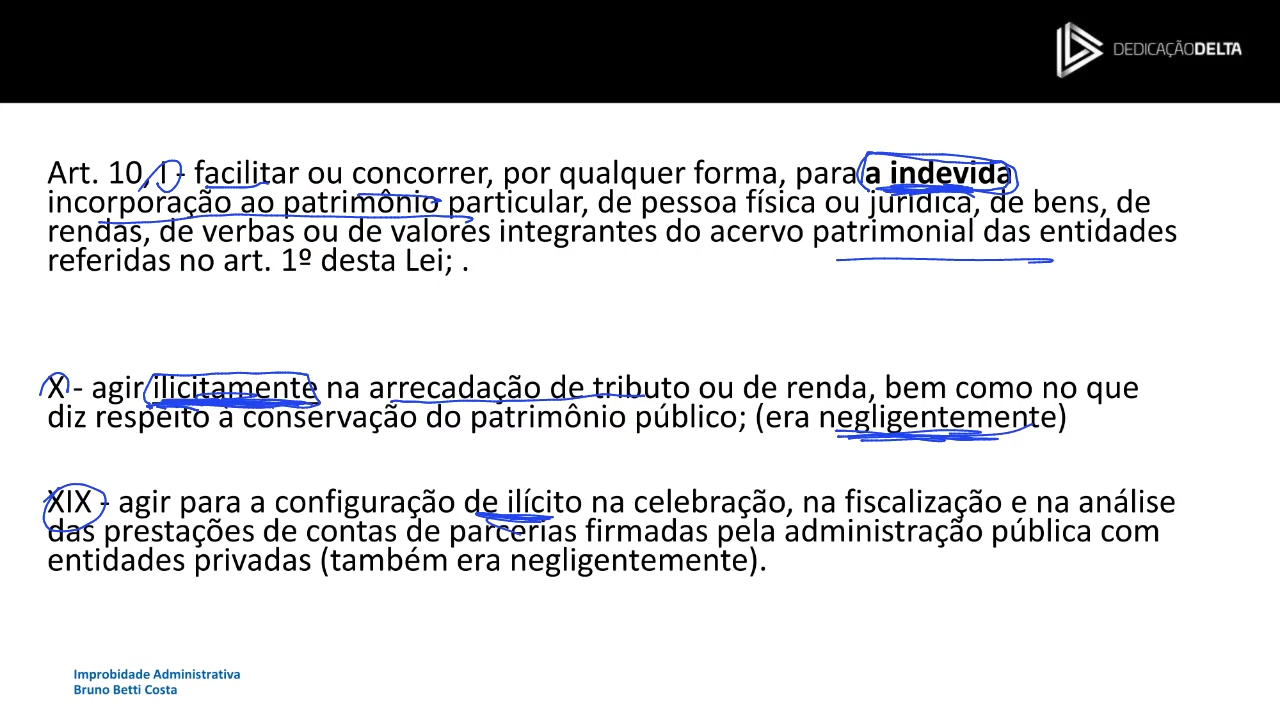 DEDICAÇÃODELTA
Art. 10, I - facilitar ou concorrer, por qualquer forma, para a indevida
incorporação ao patrimônio particular, de pessoa física ou jurídica, de bens, de
rendas, de verbas ou de valores integrantes do acervo patrimonial das entidades
referidas no art. 1º desta Lei; .
X - agir ilicitamente na arrecadação de tributo ou de renda, bem como no que
diz respeito à conservação do patrimônio público; (era negligentemente)
XIX - agir para a configuração de ilícito na celebração, na fiscalização e na análise
das prestações de contas de parcerias firmadas pela administração pública com
entidades privadas (também era negligentemente).
Improbidade Administrativa
Bruno Betti Costa